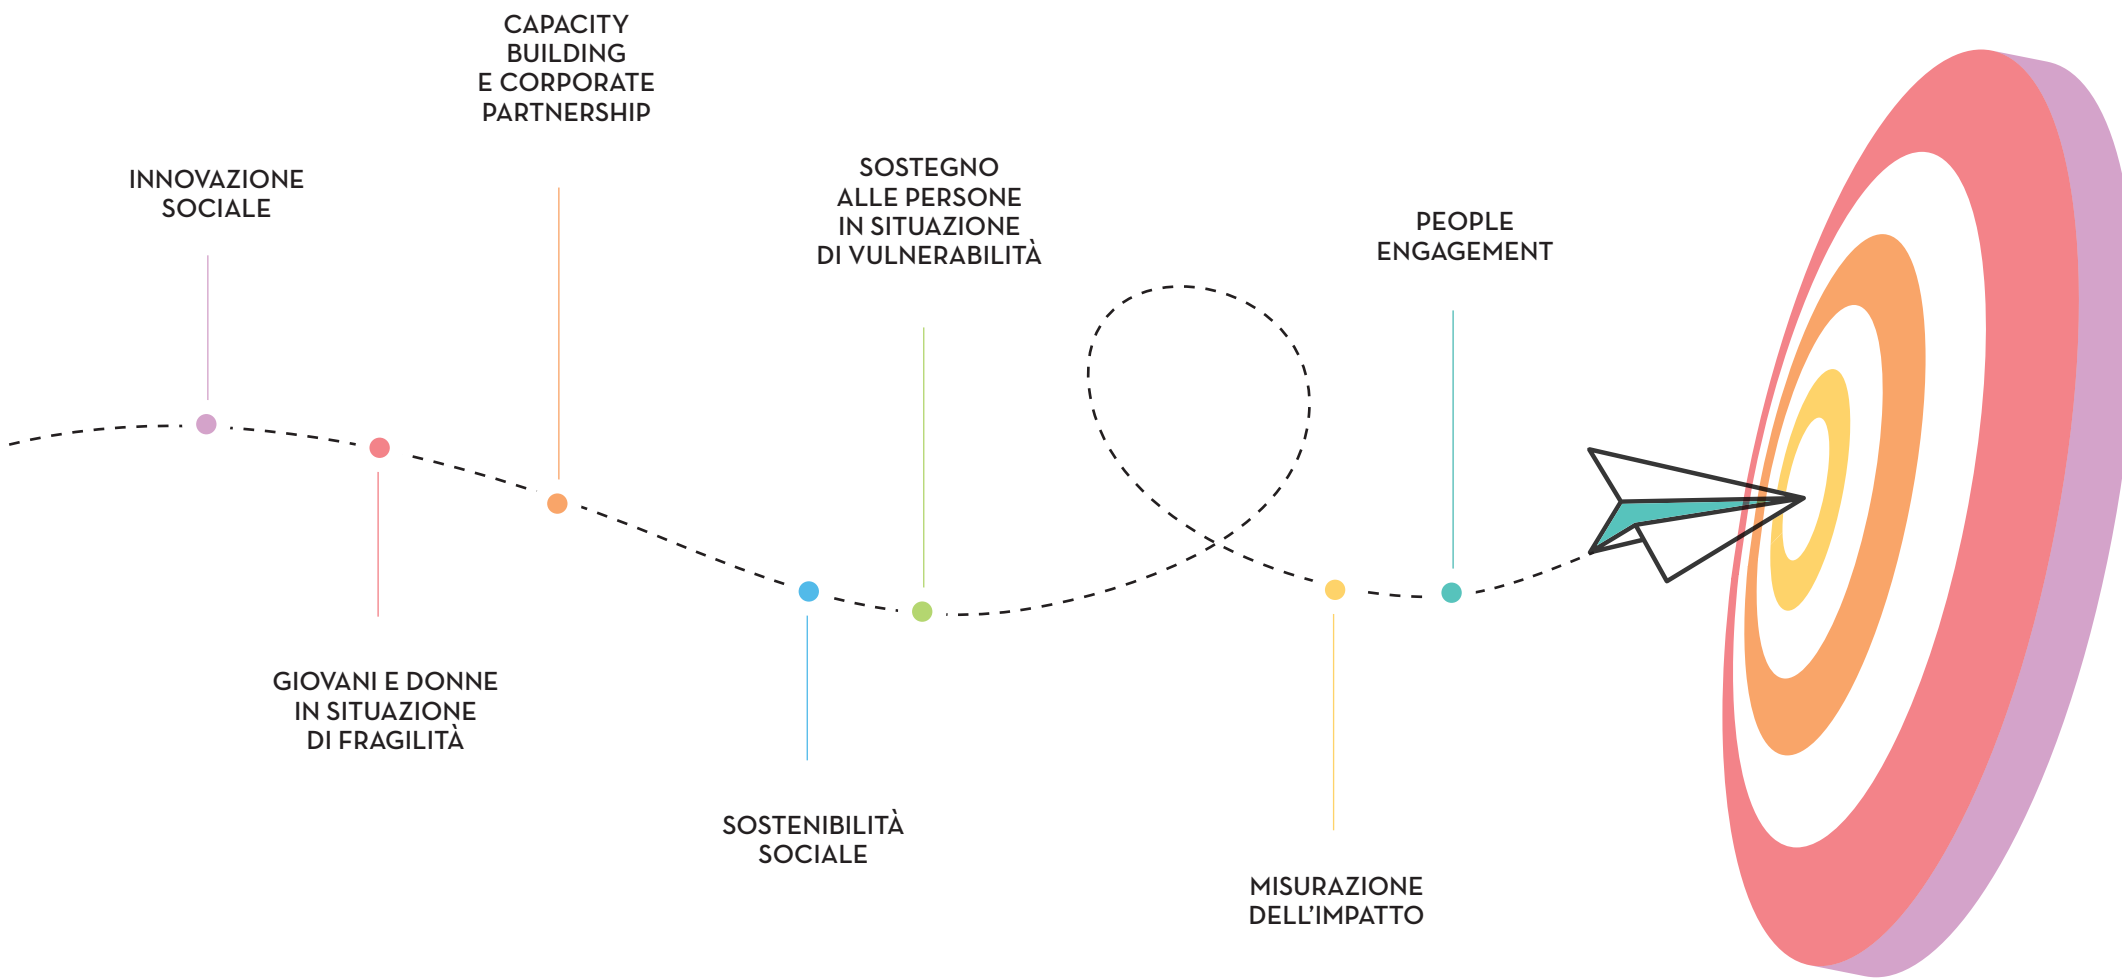 INNOVAZIONE
SOCIALE
GIOVANI E DONNE
IN SITUAZIONE
DI FRAGILITÀ
CAPACITY
BUILDING
E CORPORATE
PARTNERSHIP
SOSTENIBILITÀ
SOCIALE
SOSTEGNO
ALLE PERSONE
IN SITUAZIONE
DI VULNERABILITÀ
MISURAZIONE
DELL'IMPATTO
PEOPLE
ENGAGEMENT